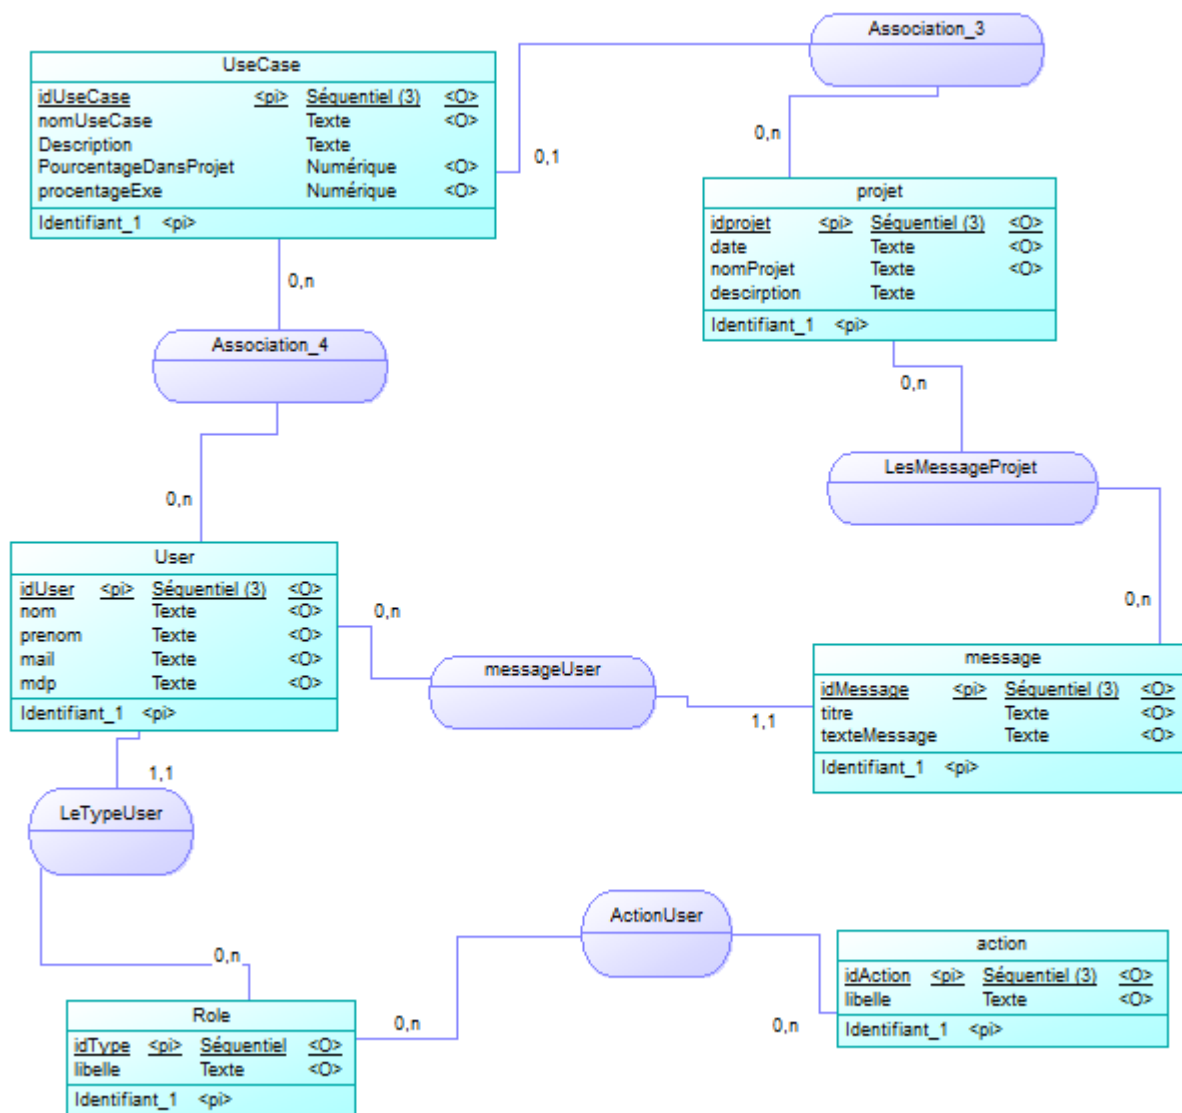 Association_3
UseCase
idUseCase <pi> Séquentiel (3) <O>
nomUseCase Texte <O>
Description Texte
PourcentageDansProjet Numérique <O>
procentageExe Numérique <O>
Identifiant_1 <pi>
0,1
0,n
projet
idprojet <pi> Séquentiel (3) <O>
date Texte <O>
nomProjet Texte <O>
descirption Texte
Identifiant_1 <pi>
0,n
Association_4
0,n
LesMessageProjet
0,n
User
idUser <pi> Séquentiel (3) <O>
nom Texte <O>
prenom Texte <O>
mail Texte <O>
mdp Texte <O>
Identifiant_1 <pi>
0,n
messageUser
1,1
0,n
message
idMessage <pi> Séquentiel (3) <O>
titre Texte <O>
texteMessage Texte <O>
Identifiant_1 <pi>
1,1
LeTypeUser
0,n
Role
idType <pi> Séquentiel <O>
libelle Texte <O>
Identifiant_1 <pi>
0,n
ActionUser
0,n
action
idAction <pi> Séquentiel (3) <O>
libelle Texte <O>
Identifiant_1 <pi>